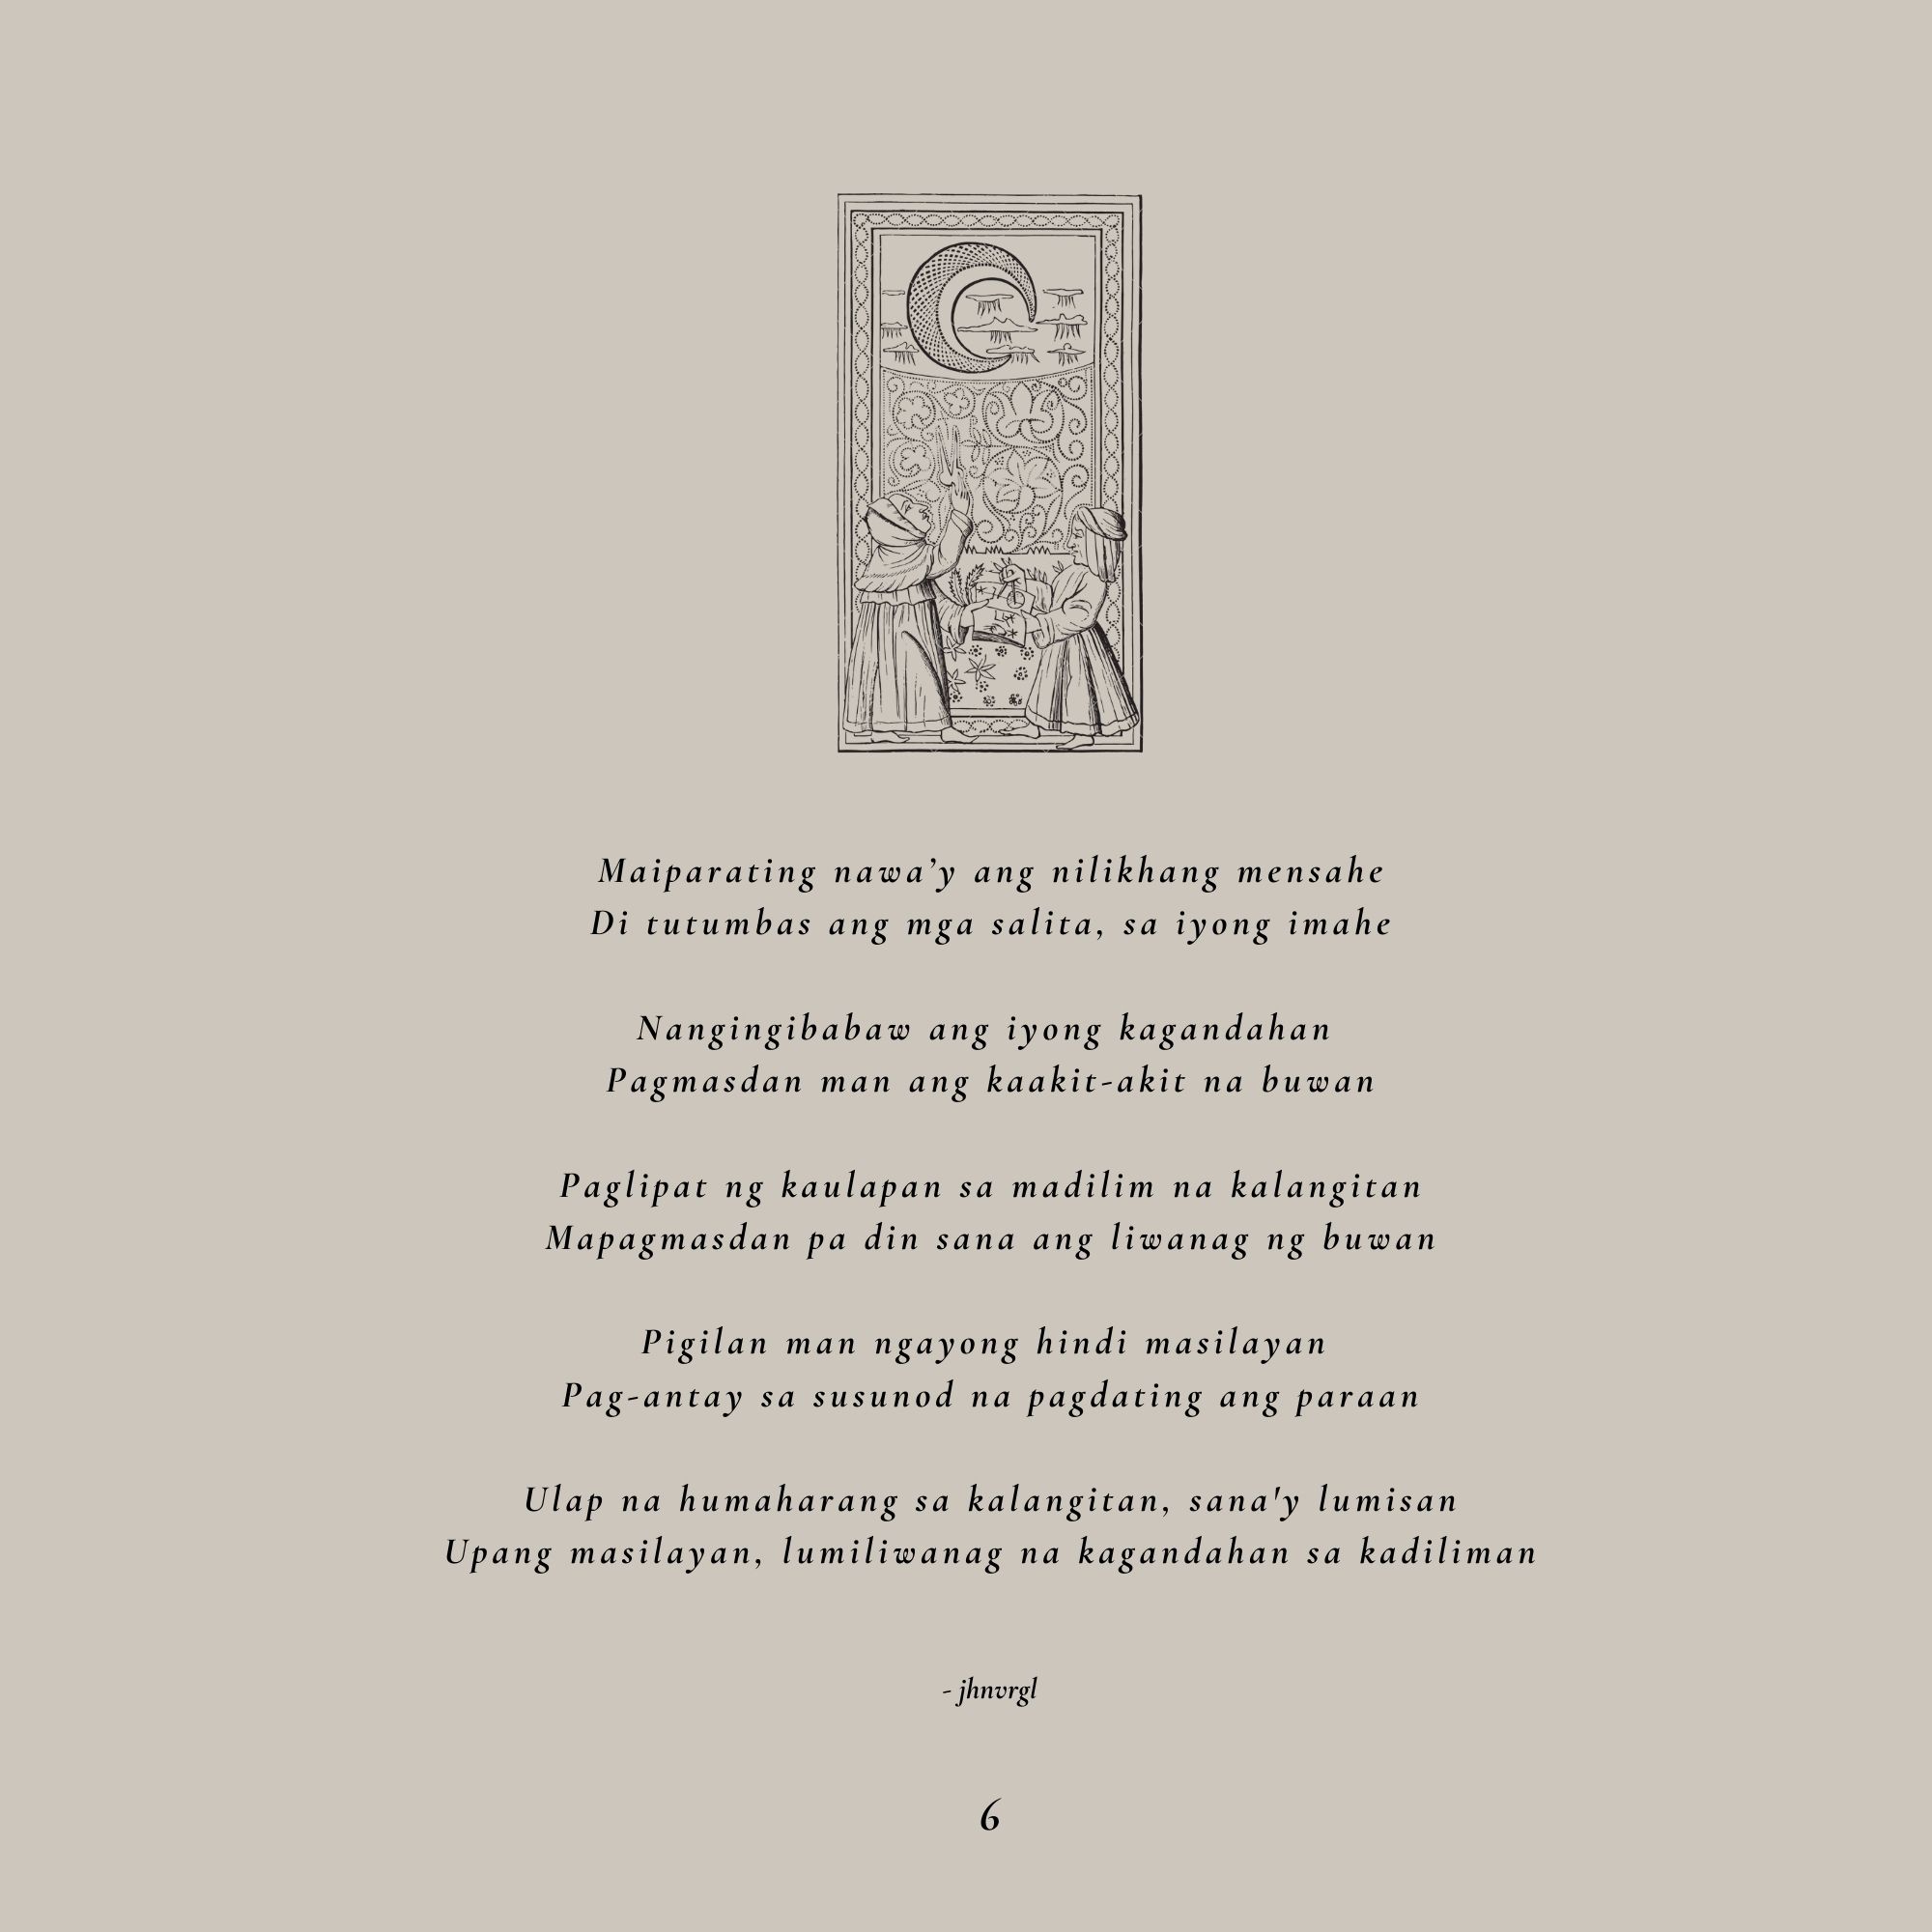 Maiparating nawa’y ang nilikhang mensahe
Di tutumbas ang mga salita, sa iyong imahe
Nangingibabaw ang iyong kagandahan
Pagmasdan man ang kaakit-akit na buwan
Paglipat ng kaulapan sa madilim na kalangitan
Mapagmasdan pa din sana ang liwanag ng buwan
Pigilan man ngayong hindi masilayan
Pag-antay sa susunod na pagdating ang paraan
Ulap na humaharang sa kalangitan, sana'y lumisan
Upang masilayan, lumiliwanag na kagandahan sa kadiliman
- jhnvrgl
6